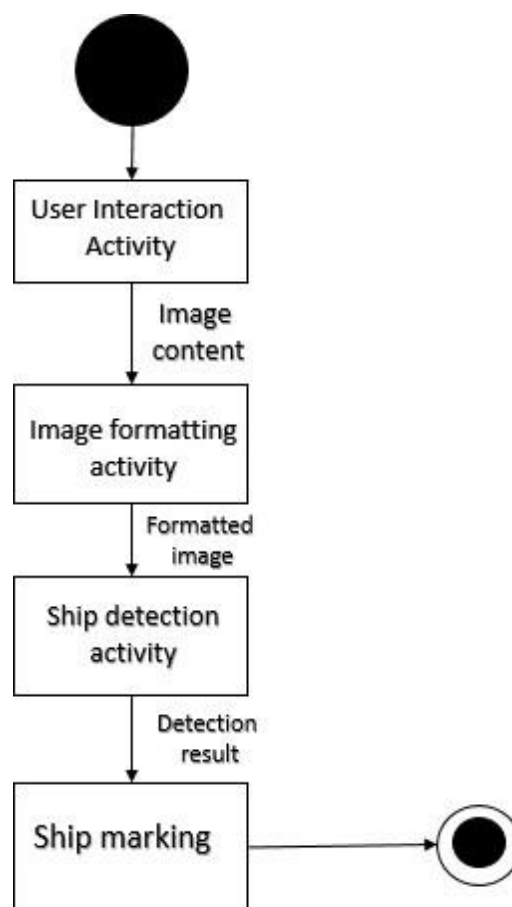 User Interaction
Activity
Image
content
Image formatting
activity
Formatted
image
Ship detection
activity
Detection
result
Ship marking